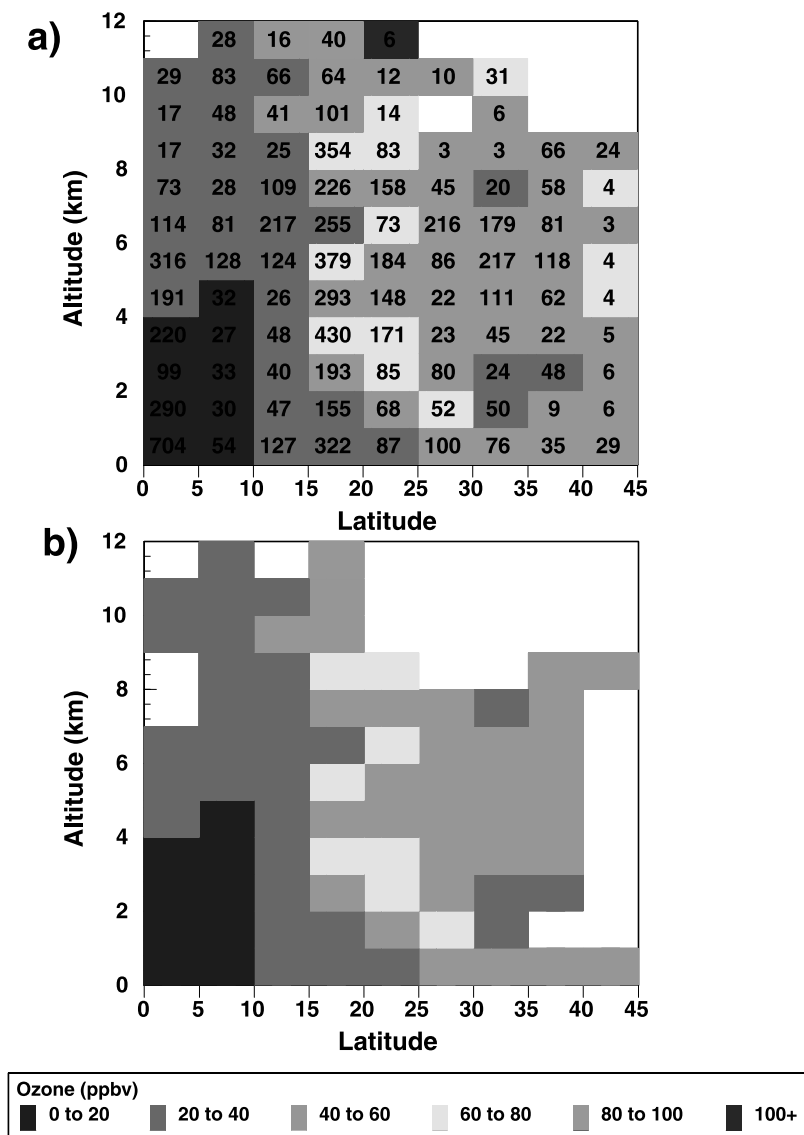 a)
12
28 16 40 6
29 83 66 64 12 10 31
10
17 48 41 101 14 6
17 32 25 354 83 3 3 66 24
8
73 28 109 226 158 45 20 58 4
114 81 217 255 73 216 179 81 3
6
316 128 124 379 184 86 217 118 4
191 32 26 293 148 22 111 62 4
4
220 27 48 430 171 23 45 22 5
99 33 40 193 85 80 24 48 6
2
290 30 47 155 68 52 50 9 6
704 54 127 322 87 100 76 35 29
0
Altitude (km)
0 5 10 15 20 25 30 35 40 45
Latitude
b)
12
10
8
6
4
2
0
Altitude (km)
0 5 10 15 20 25 30 35 40 45
Latitude
Ozone (ppbv)
0 to 20 20 to 40 40 to 60 60 to 80 80 to 100 100+